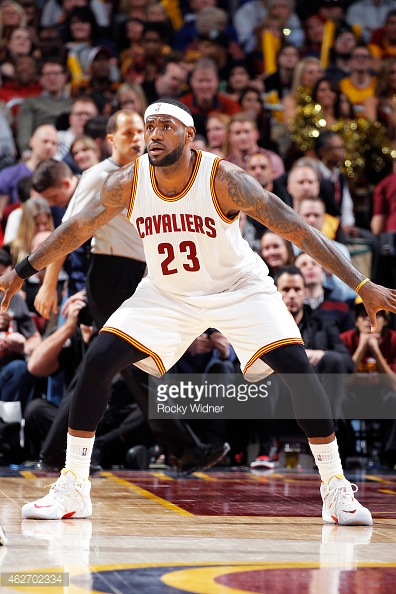 CAVALIERS
23
gettyimages®
Rocky Widner
462702334